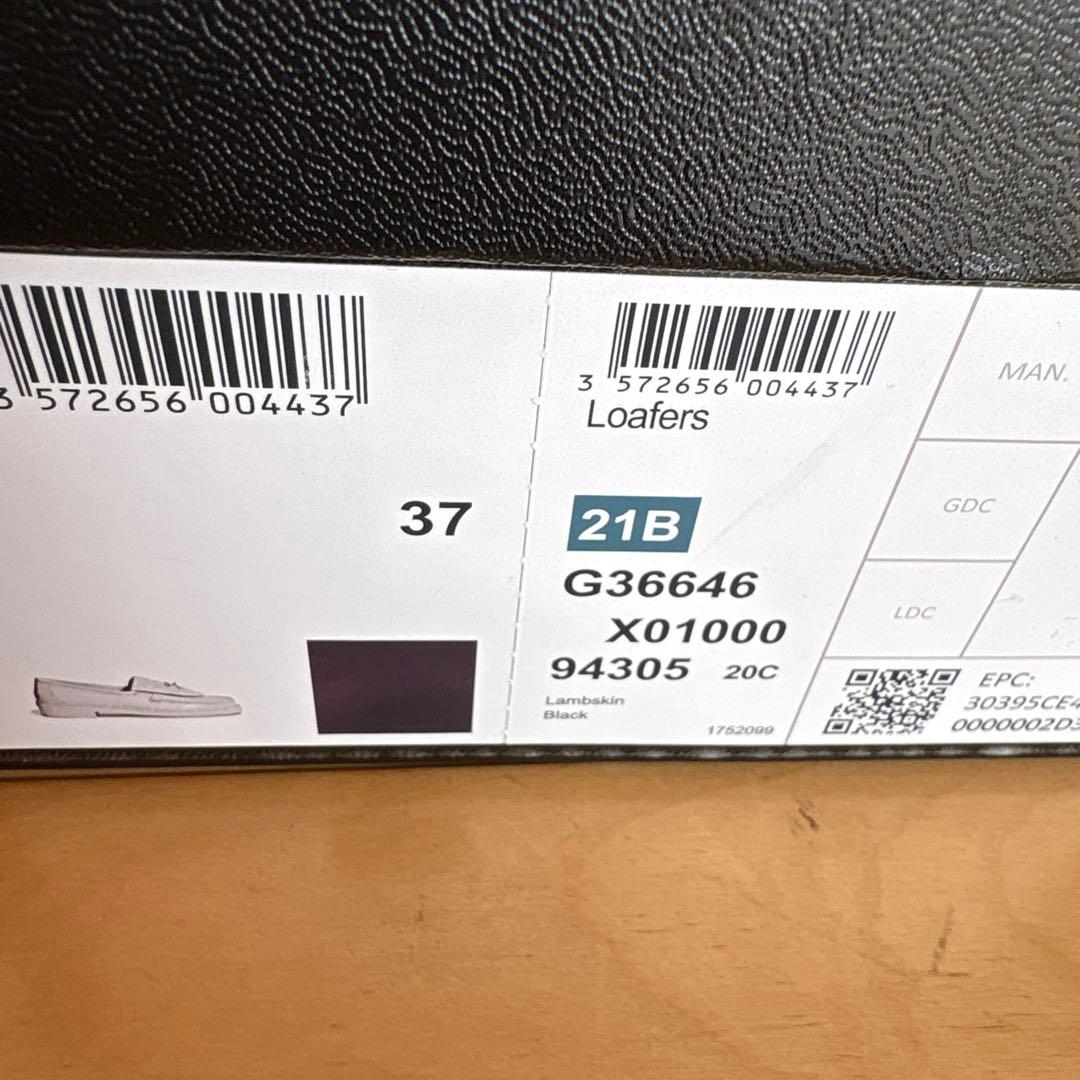 3 572656 004437
37
3 572656 004437
Loafers
21B
G36646
X01000
94305 20C
Lambskin
Black
1752099
MAN.
GDC
LDC
EPC:
30395CE4
0000002D3